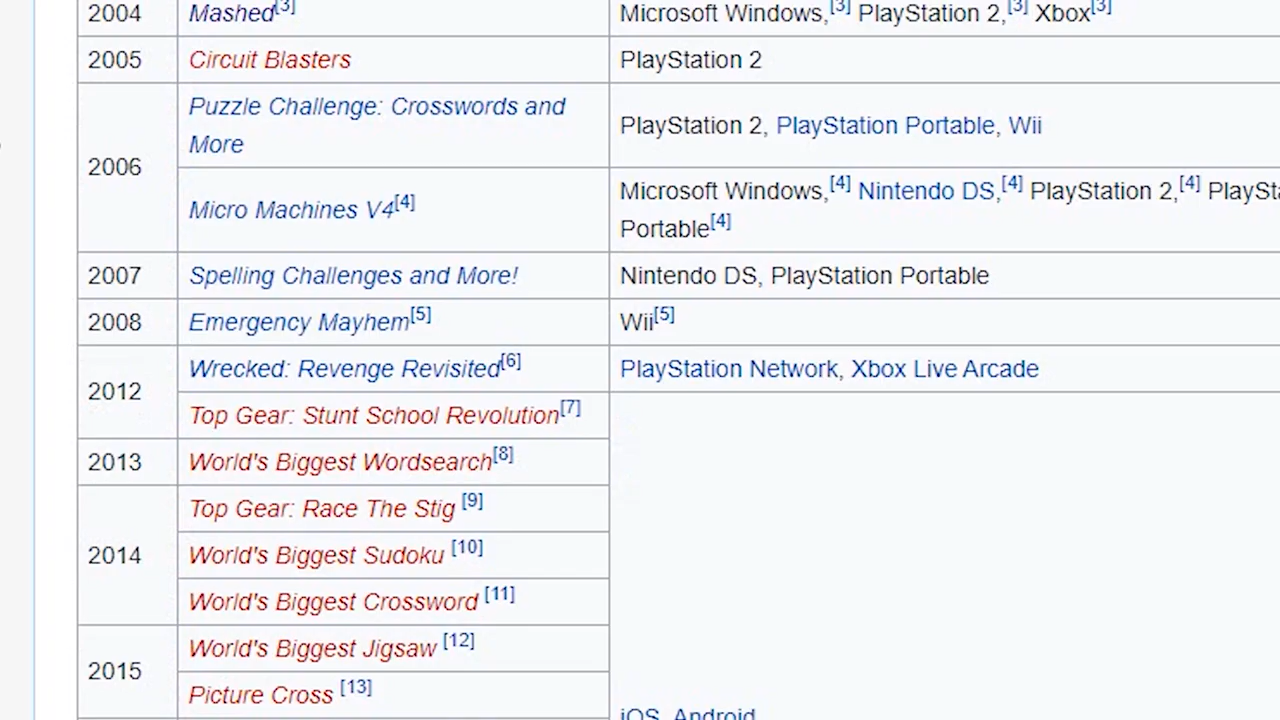 2004 Mashed[3] Microsoft Windows,[3] PlayStation 2,[3] Xbox[3]
2005 Circuit Blasters PlayStation 2
2006 Puzzle Challenge: Crosswords and
More PlayStation 2, PlayStation Portable, Wii
Micro Machines V4[4] Microsoft Windows,[4] Nintendo DS,[4] PlayStation 2,[4]
Portable[4]
2007 Spelling Challenges and More! Nintendo DS, PlayStation Portable
2008 Emergency Mayhem[5] Wii[5]
2012 Wrecked: Revenge Revisited[6] PlayStation Network, Xbox Live Arcade
Top Gear: Stunt School Revolution[7]
2013 World's Biggest Wordsearch[8]
2014 Top Gear: Race The Stig [9]
World's Biggest Sudoku [10]
World's Biggest Crossword [11]
2015 World's Biggest Jigsaw [12]
Picture Cross [13]
iOS, Android